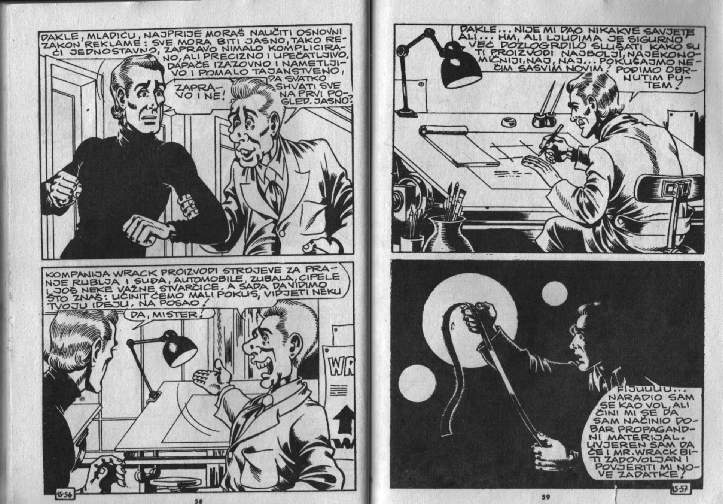 DAKLE, MLADIĆU, NAJPRIJE MORAŠ NAUČITI OSNOVNI
ZAKON REKLAME: SVE MORA BITI JASNO, TAKO RE-
ĆI JEDNOSTAVNO, ZAPRAVO NIMALO KOMPLICIRA-
NO, ALI PRECIZNO I UPEČATLJIVO,
DAPAČE IZAZOVNO I NAMETLJI-
VO I POMALO TAJANSTVENO,
DA SVATKO
SHVATI SVE
NA PRVI PO-
GLED. JASNO?
ZAPRA-
VO I NE!
KOMPANIJA WRACK PROIZVODI STROJEVE ZA PRA-
NJE RUBLJA I SUĐA, AUTOMOBILE, ZUBALA, CIPELE
I JOŠ NEKE VAŽNE STVARČICE. A SADA DA VIDIMO
ŠTO ZNAŠ: UČINIT ĆEMO MALI POKUS, VIDJETI NEKU
TVOJU IDEJU, NA POSAO!
DA, MISTER!
WR
W
S-56
58
DAKLE... NIJE MI DAO NIKAKVE SAVJETE
ALI... HM, ALI LJUDIMA JE SIGURNO
VEĆ DOZLOGRDILO SLUŠATI KAKO SU
TI PROIZVODI NAJBOLJI, NAJEKONO-
MIČNIJI, NAJ, NAJ... POKUŠAJMO NE-
ČIM SASVIM NOVIM! POĐIMO OBR-
NUTIM PU-
TEM!
FIJUUUU...
NARADIO SAM
SE KAO VOL, ALI
ČINI MI SE DA
SAM NAČINIO DO-
BAR PROPAGAND-
NI MATERIJAL.
UVJEREN SAM DA
ĆE I MR. WRACK BI-
TI ZADOVOLJAN I
POVJERITI MI NO-
VE ZADATKE!
S-57
59